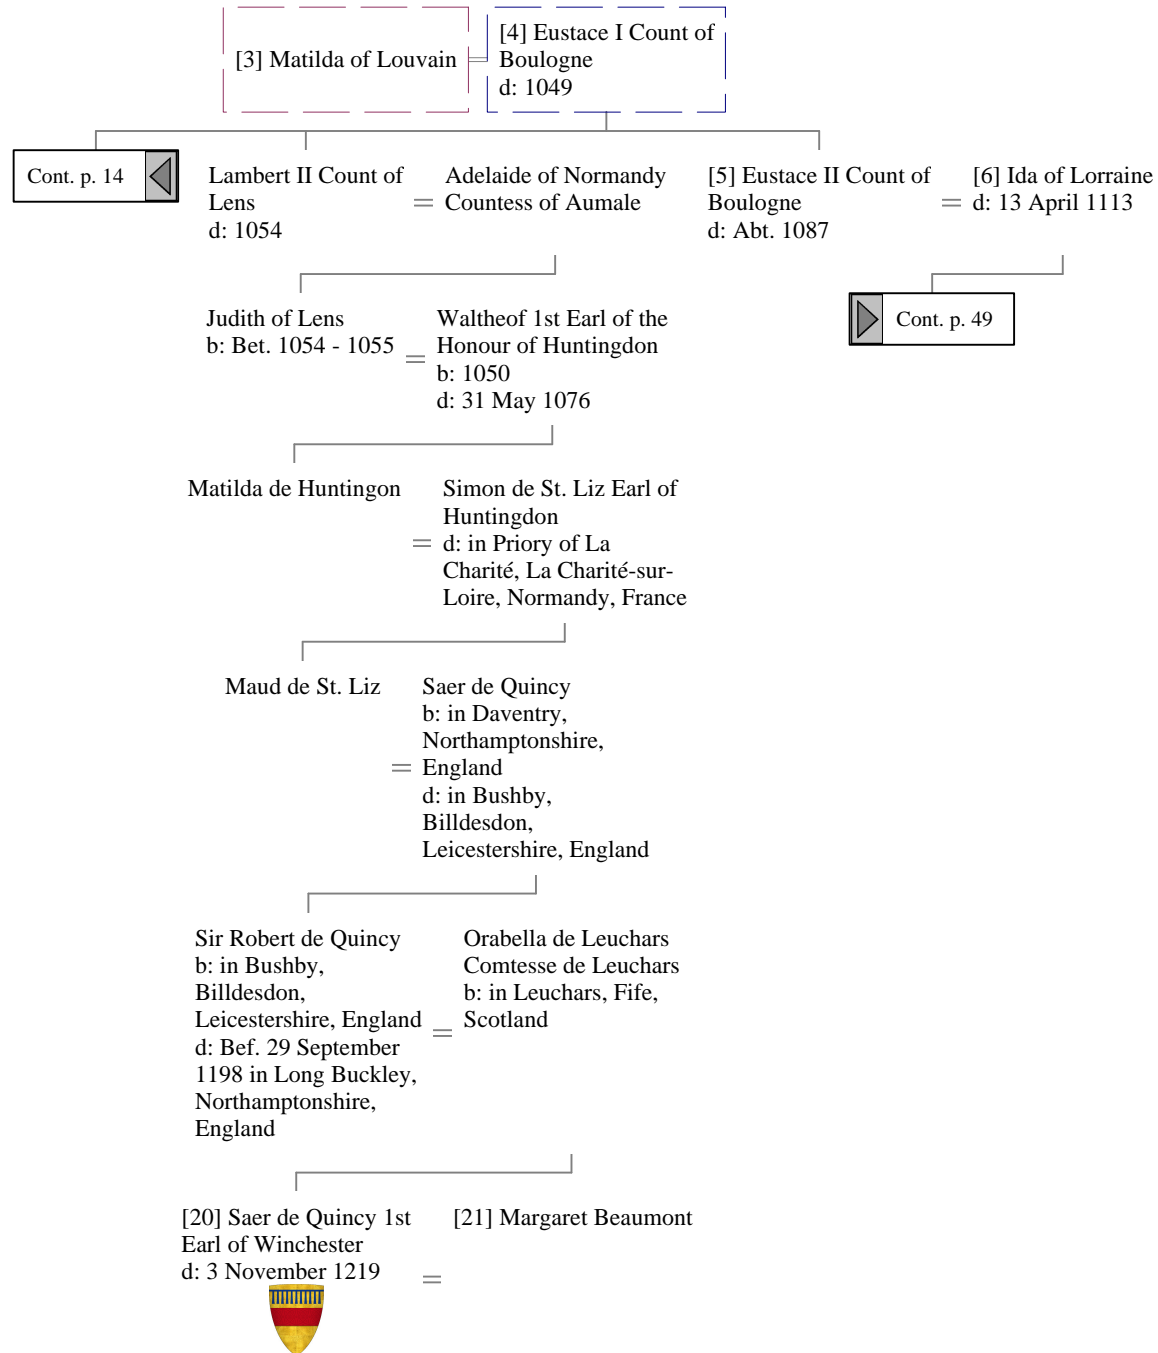 [3] Matilda of Louvain
[4] Eustace I Count of
Boulogne
d: 1049
Cont. p. 14
Lambert II Count of
Lens
d: 1054
Adelaide of Normandy
Countess of Aumale
[5] Eustace II Count of
Boulogne
d: Abt. 1087
[6] Ida of Lorraine
d: 13 April 1113
Cont. p. 49
Judith of Lens
b: Bet. 1054 - 1055
Waltheof 1st Earl of the
Honour of Huntingdon
b: 1050
d: 31 May 1076
Matilda de Huntingon
Simon de St. Liz Earl of
Huntingdon
d: in Priory of La
Charité, La Charité-sur-
Loire, Normandy, France
Maud de St. Liz
Saer de Quincy
b: in Daventry,
Northamptonshire,
England
d: in Bushby,
Billdesdon,
Leicestershire, England
Sir Robert de Quincy
b: in Bushby,
Billdesdon,
Leicestershire, England
d: Bef. 29 September
1198 in Long Buckley,
Northamptonshire,
England
Orabella de Leuchars
Comtesse de Leuchars
b: in Leuchars, Fife,
Scotland
[20] Saer de Quincy 1st
Earl of Winchester
d: 3 November 1219
[21] Margaret Beaumont